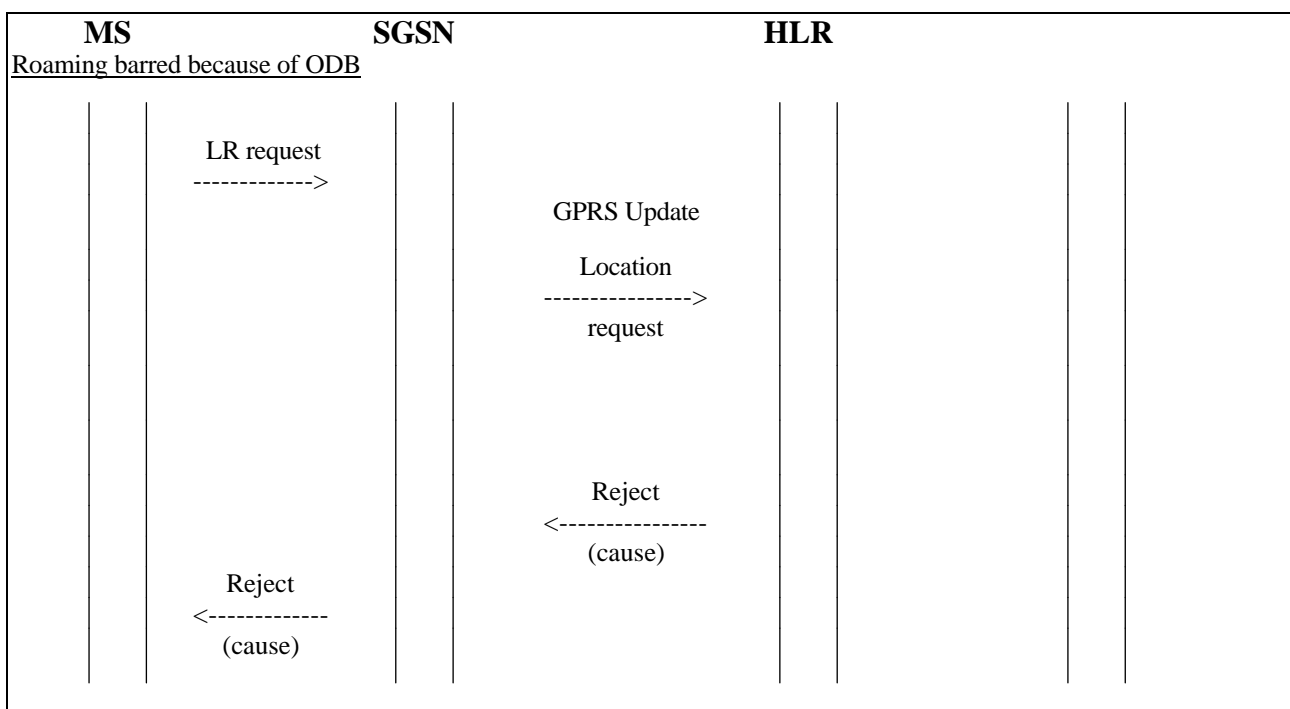 MS SGSN HLR
Roaming barred because of ODB
LR request
------------->
GPRS Update
Location
---------------->
request
Reject
<----------------
(cause)
Reject
<-------------
(cause)